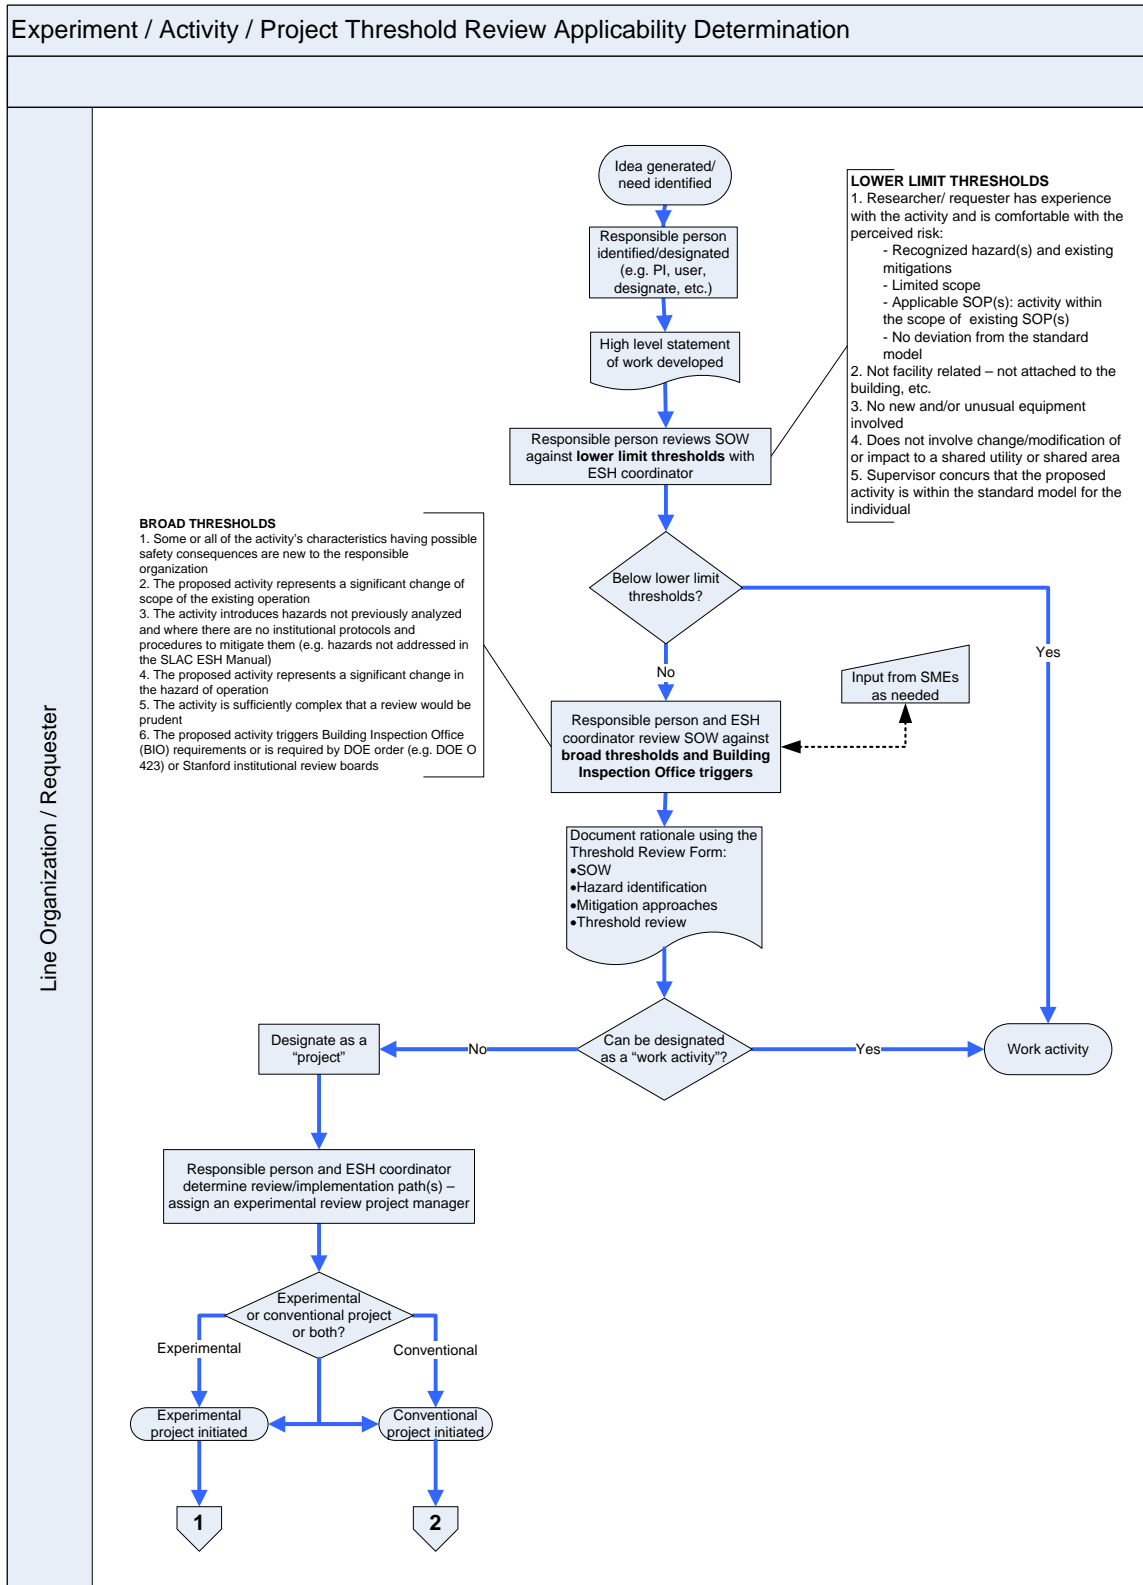 Experiment / Activity / Project Threshold Review Applicability Determination
Line Organization / Requester
Idea generated/
need identified
Responsible person
identified/designated
(e.g. PI, user,
designate, etc.)
High level statement
of work developed
Responsible person reviews SOW
against lower limit thresholds with
ESH coordinator
LOWER LIMIT THRESHOLDS
1. Researcher/ requester has experience
with the activity and is comfortable with the
perceived risk:
- Recognized hazard(s) and existing
mitigations
- Limited scope
- Applicable SOP(s): activity within
the scope of existing SOP(s)
- No deviation from the standard
model
2. Not facility related – not attached to the
building, etc.
3. No new and/or unusual equipment
involved
4. Does not involve change/modification of
or impact to a shared utility or shared area
5. Supervisor concurs that the proposed
activity is within the standard model for the
individual
BROAD THRESHOLDS
1. Some or all of the activity's characteristics having possible
safety consequences are new to the responsible
organization
2. The proposed activity represents a significant change of
scope of the existing operation
3. The activity introduces hazards not previously analyzed
and where there are no institutional protocols and
procedures to mitigate them (e.g. hazards not addressed in
the SLAC ESH Manual)
4. The proposed activity represents a significant change in
the hazard of operation
5. The activity is sufficiently complex that a review would be
prudent
6. The proposed activity triggers Building Inspection Office
(BIO) requirements or is required by DOE order (e.g. DOE O
423) or Stanford institutional review boards
Below lower limit
thresholds?
Yes
No
Input from SMEs
as needed
Responsible person and ESH
coordinator review SOW against
broad thresholds and Building
Inspection Office triggers
Document rationale using the
Threshold Review Form:
•SOW
•Hazard identification
•Mitigation approaches
•Threshold review
Can be designated
as a “work activity”?
No
Yes
Work activity
Designate as a
“project”
Responsible person and ESH coordinator
determine review/implementation path(s) –
assign an experimental review project manager
Experimental
or conventional project
or both?
Experimental
Conventional
Experimental
project initiated
Conventional
project initiated
1
2